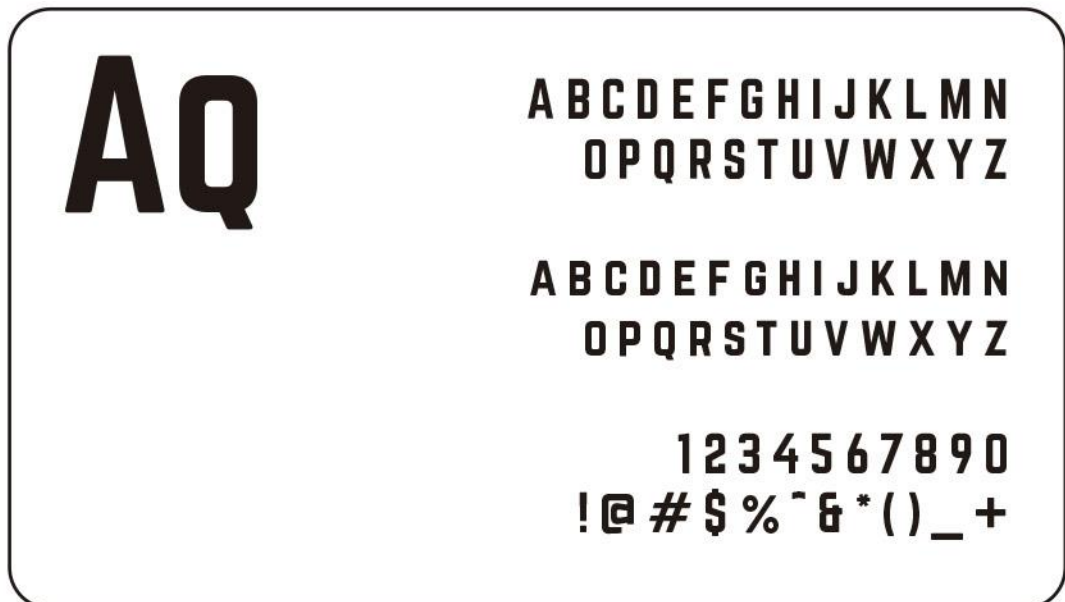 AQ
ABCDEFGHIJKLMN
OPQRSTUVWXYZ
ABCDEFGHIJKLMN
OPQRSTUVWXYZ
1234567890
!@#$%^&*()_+